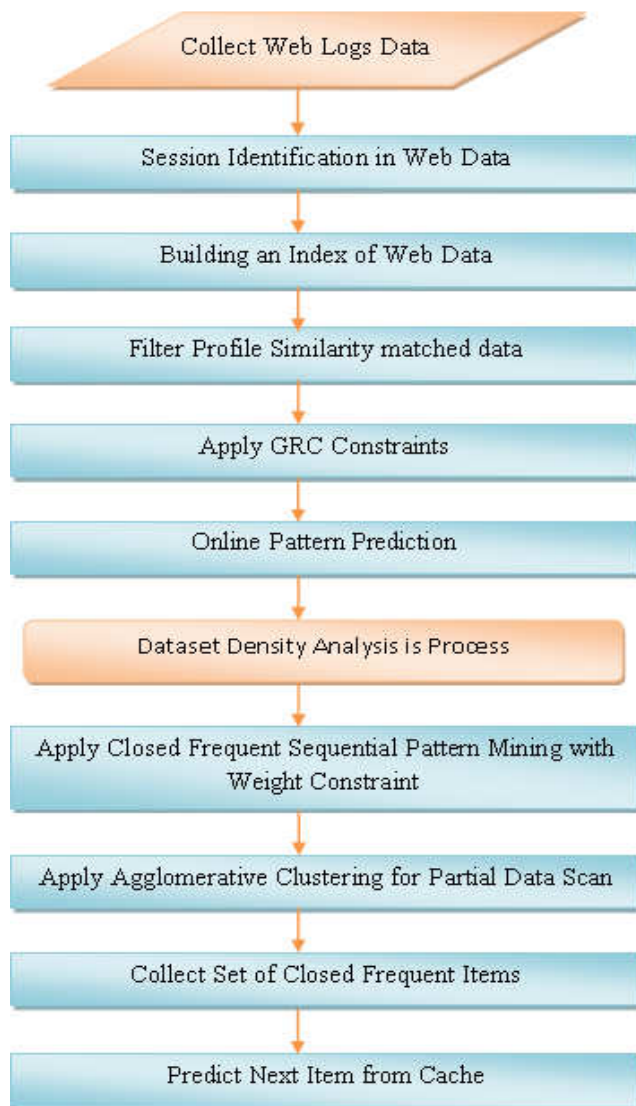 Collect Web Logs Data
Session Identification in Web Data
Building an Index of Web Data
Filter Profile Similarity matched data
Apply GRC Constraints
Online Pattern Prediction
Dataset Density Analysis is Process
Apply Closed Frequent Sequential Pattern Mining with
Weight Constraint
Apply Agglomerative Clustering for Partial Data Scan
Collect Set of Closed Frequent Items
Predict Next Item from Cache